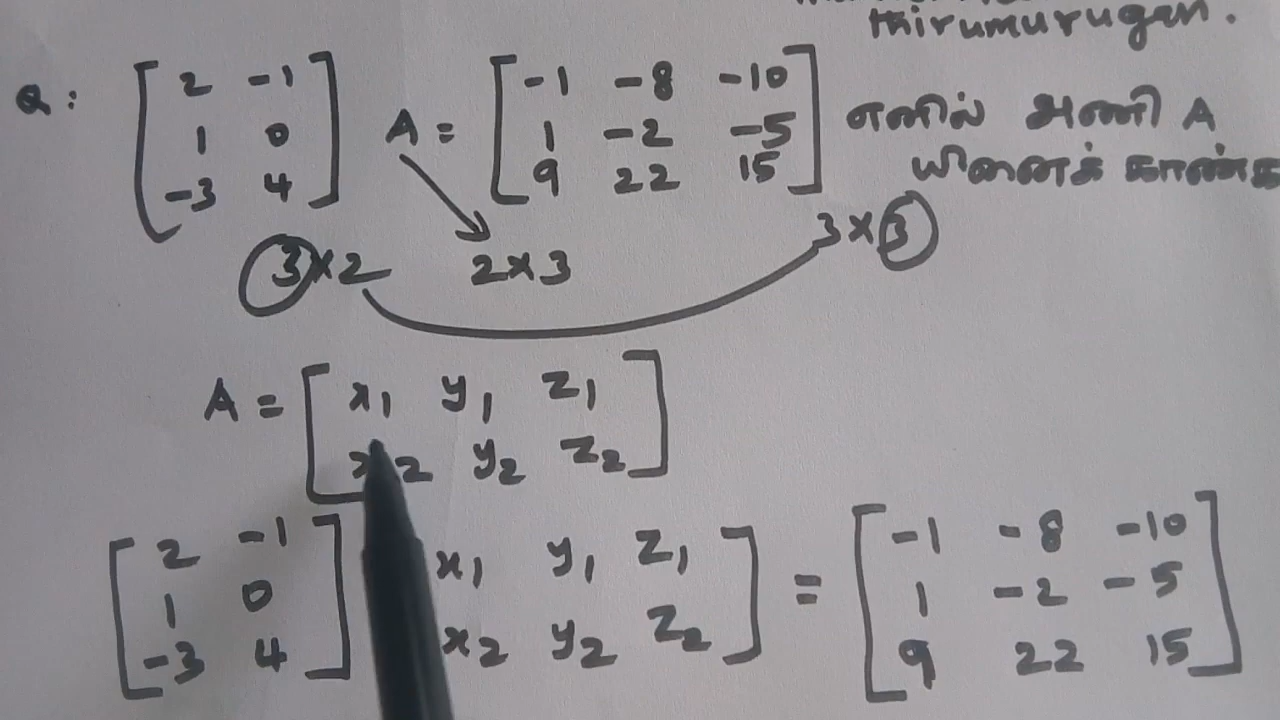 thirumurugan.
Q: [2 -1 1 0 -3 4] A = [-1 -8 -10 1 -2 -5 9 22 15] எனில் அணி A
யினைக் காண்க
3×2 2×3 3×3
A = [x₁ y₁ z₁ x₂ y₂ z₂]
[2 -1 1 0 -3 4] x₁ y₁ z₁ x₂ y₂ z₂] = [-1 -8 -10 1 -2 -5 9 22 15]